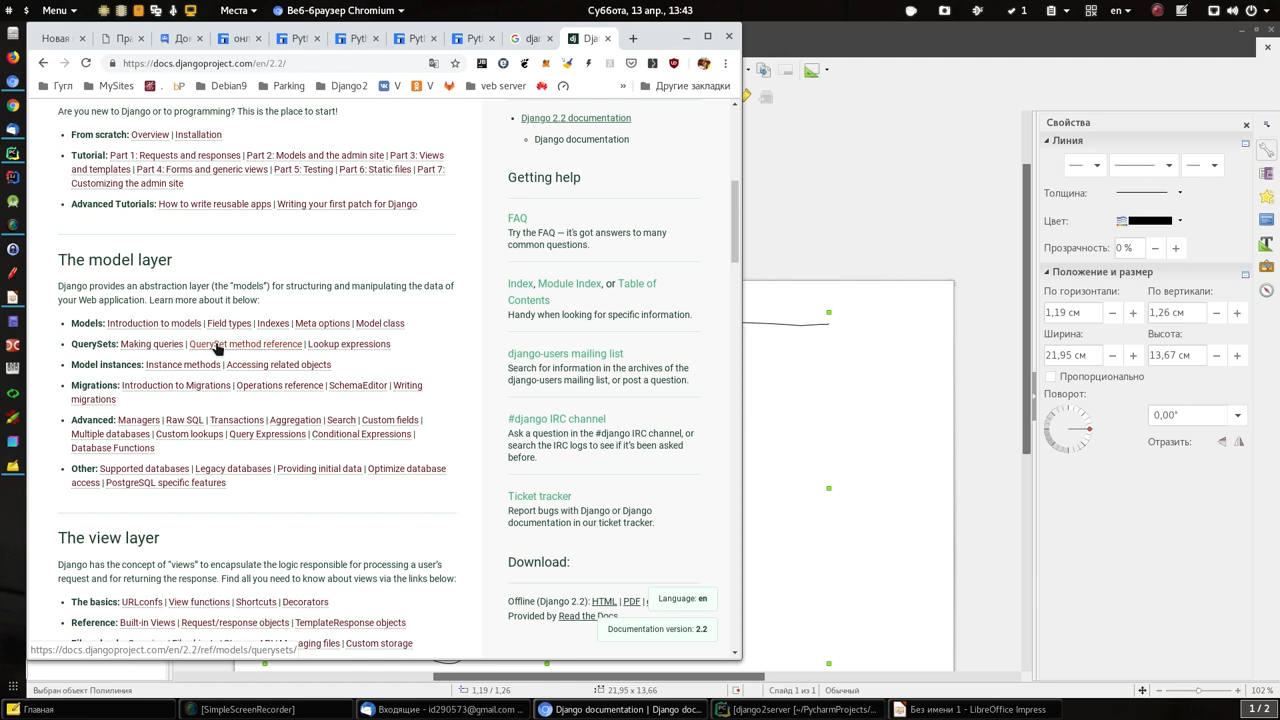 Меню Программы Веб-браузер Chromium Суббота, 13 апр, 13:43
Новая в Пра Док онл Pyth Pyth Pyth Pyth djan Djan
https://docs.djangoproject.com/en/2.2/
Гугл MySites . Debian9 Parking Django2 V V veb server » Другие закладки
Are you new to Django or to programming? This is the place to start!
From scratch: Overview | Installation
Tutorial: Part 1: Requests and responses | Part 2: Models and the admin site | Part 3: Views
and templates | Part 4: Forms and generic views | Part 5: Testing | Part 6: Static files | Part 7:
Customizing the admin site
Advanced Tutorials: How to write reusable apps | Writing your first patch for Django
The model layer
Django provides an abstraction layer (the “models”) for structuring and manipulating the data of
your Web application. Learn more about it below:
Models: Introduction to models | Field types | Indexes | Meta options | Model class
QuerySets: Making queries | QuerySet method reference | Lookup expressions
Model instances: Instance methods | Accessing related objects
Migrations: Introduction to Migrations | Operations reference | SchemaEditor | Writing
migrations
Advanced: Managers | Raw SQL | Transactions | Aggregation | Search | Custom fields |
Multiple databases | Custom lookups | Query Expressions | Conditional Expressions |
Database Functions
Other: Supported databases | Legacy databases | Providing initial data | Optimize database
access | PostgreSQL specific features
The view layer
Django has the concept of “views” to encapsulate the logic responsible for processing a user’s
request and for returning the response. Find all you need to know about views via the links below:
The basics: URLconfs | View functions | Shortcuts | Decorators
Reference: Built-in Views | Request/response objects | TemplateResponse objects
aging files | Custom storage
https://docs.djangoproject.com/en/2.2/ref/models/querysets/
Django 2.2 documentation
Django documentation
Getting help
FAQ
Try the FAQ — it's got answers to many
common questions.
Index, Module Index, or Table of
Contents
Handy when looking for specific information.
django-users mailing list
Search for information in the archives of the
django-users mailing list, or post a question.
#django IRC channel
Ask a question in the #django IRC channel, or
search the IRC logs to see if it’s been asked
before.
Ticket tracker
Report bugs with Django or Django
documentation in our ticket tracker.
Download:
Offline (Django 2.2): HTML | PDF |
Provided by Read the Docs.
Language: en
Documentation version: 2.2
Свойства
Линия
Толщина:
Цвет:
Прозрачность: 0 %
Положение и размер
По горизонтали: По вертикали:
1,19 см 1,26 см
Ширина: Высота:
21,95 см 13,67 см
Пропорционально
Поворот:
0,00°
Отразить:
Выбран объект Полилиния 1,19 / 1,26 21,95 x 13,66 Слайд 1 из 1 Обычный 102 %
Главная [SimpleScreenRecorder] Входящие - id290573@gmail.com ... Django documentation | Django doc... [django2server [~/PycharmProjects/... Без имени 1 - LibreOffice Impress 1 / 2